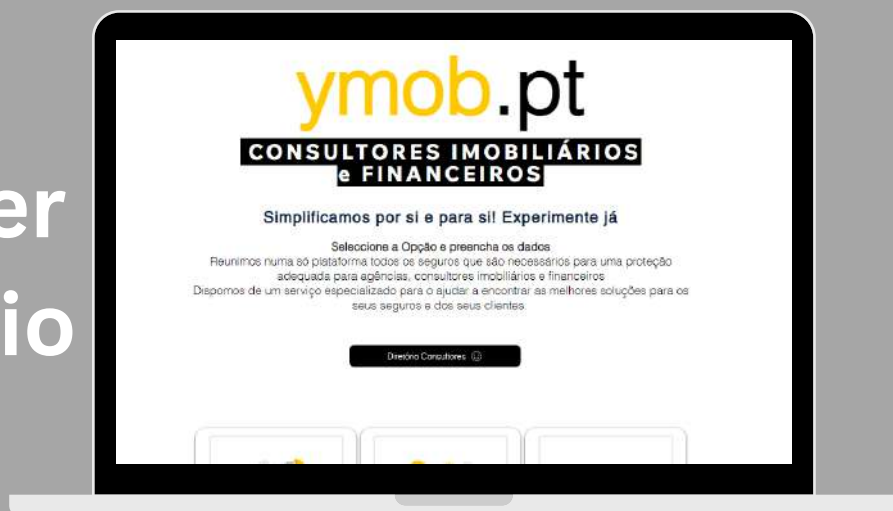 ymob.pt
CONSULTORES IMOBILIÁRIOS
e FINANCEIROS
er
io
Simplificamos por si e para si! Experimente já
Seleccione a Opção e preencha os dados
Reunimos numa só plataforma todos os seguros que são necessários para uma proteção
adequada para agências, consultores imobiliários e financeiros
Dispomos de um serviço especializado para o ajudar a encontrar as melhores soluções para os
seus seguros e dos seus clientes
Diretório Consultores